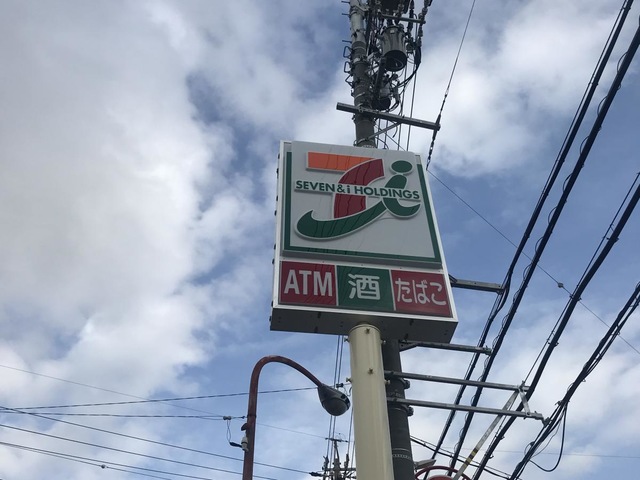 SEVEN & i HOLDINGS
ATM 酒 たばこ